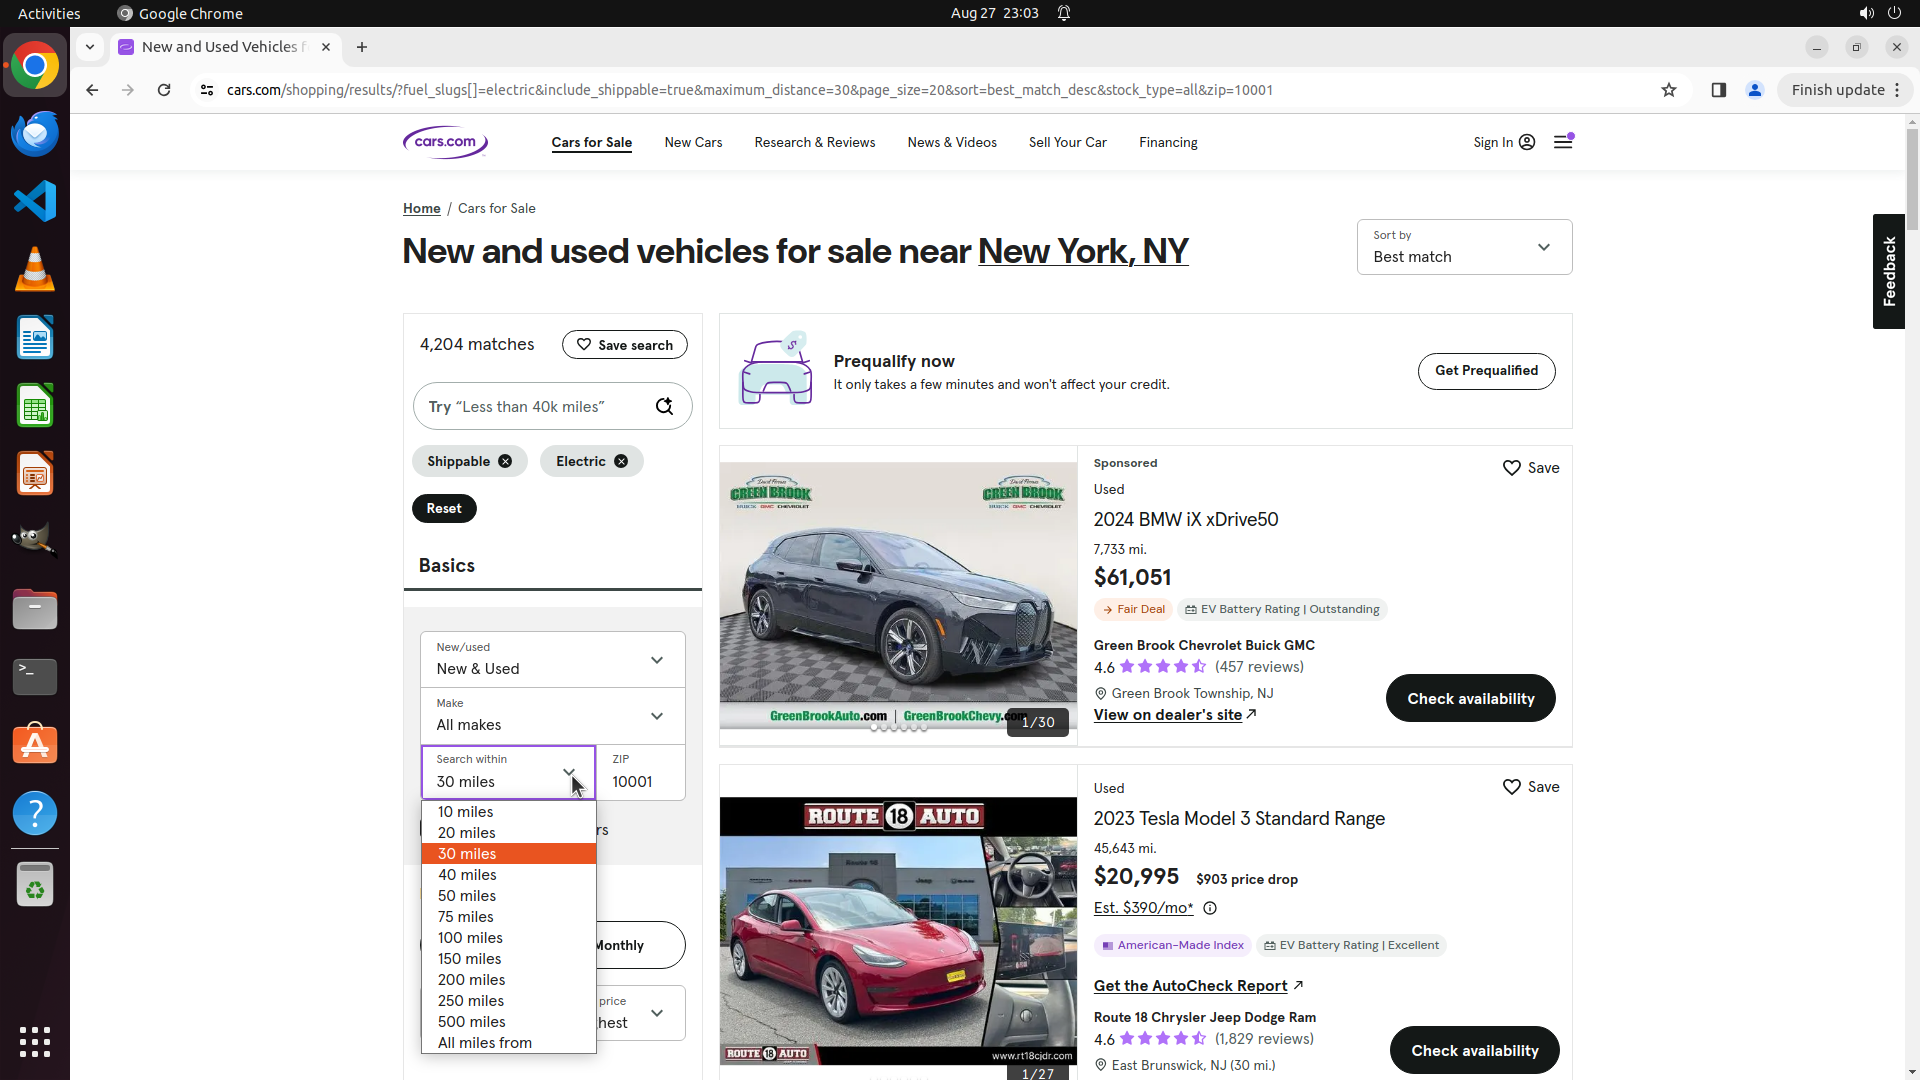 Activities
Google Chrome
Aug 27 23:03
New and Used Vehicles f
cars.com/shopping/results/?fuel_slugs[]=electric&include_shippable=true&maximum_distance=30&page_size=20&sort=best_match_desc&stock_type=all&zip=10001
Finish update
cars.com
Cars for Sale
New Cars
Research & Reviews
News & Videos
Sell Your Car
Financing
Sign In
Home / Cars for Sale
New and used vehicles for sale near New York, NY
Sort by
Best match
Feedback
4,204 matches
Save search
Try “Less than 40k miles”
Shippable
Electric
Reset
Basics
New/used
New & Used
Make
All makes
Search within
30 miles
ZIP
10001
10 miles
20 miles
30 miles
40 miles
50 miles
75 miles
100 miles
150 miles
200 miles
250 miles
500 miles
All miles from
rs
Monthly
price
hest
Prequalify now
It only takes a few minutes and won't affect your credit.
Get Prequalified
GREEN BROOK
BUICK GMC CHEVROLET
GREEN BROOK
BUICK GMC CHEVROLET
GreenBrookAuto.com | GreenBrookChevy.com
1/30
Sponsored
Save
Used
2024 BMW iX xDrive50
7,733 mi.
$61,051
Fair Deal
EV Battery Rating | Outstanding
Green Brook Chevrolet Buick GMC
4.6 (457 reviews)
Green Brook Township, NJ
View on dealer's site
Check availability
ROUTE 18 AUTO
ROUTE 18 AUTO
www.rt18cjdr.com
1/27
Used
Save
2023 Tesla Model 3 Standard Range
45,643 mi.
$20,995
$903 price drop
Est. $390/mo*
American-Made Index
EV Battery Rating | Excellent
Get the AutoCheck Report
Route 18 Chrysler Jeep Dodge Ram
4.6 (1,829 reviews)
East Brunswick, NJ (30 mi.)
Check availability